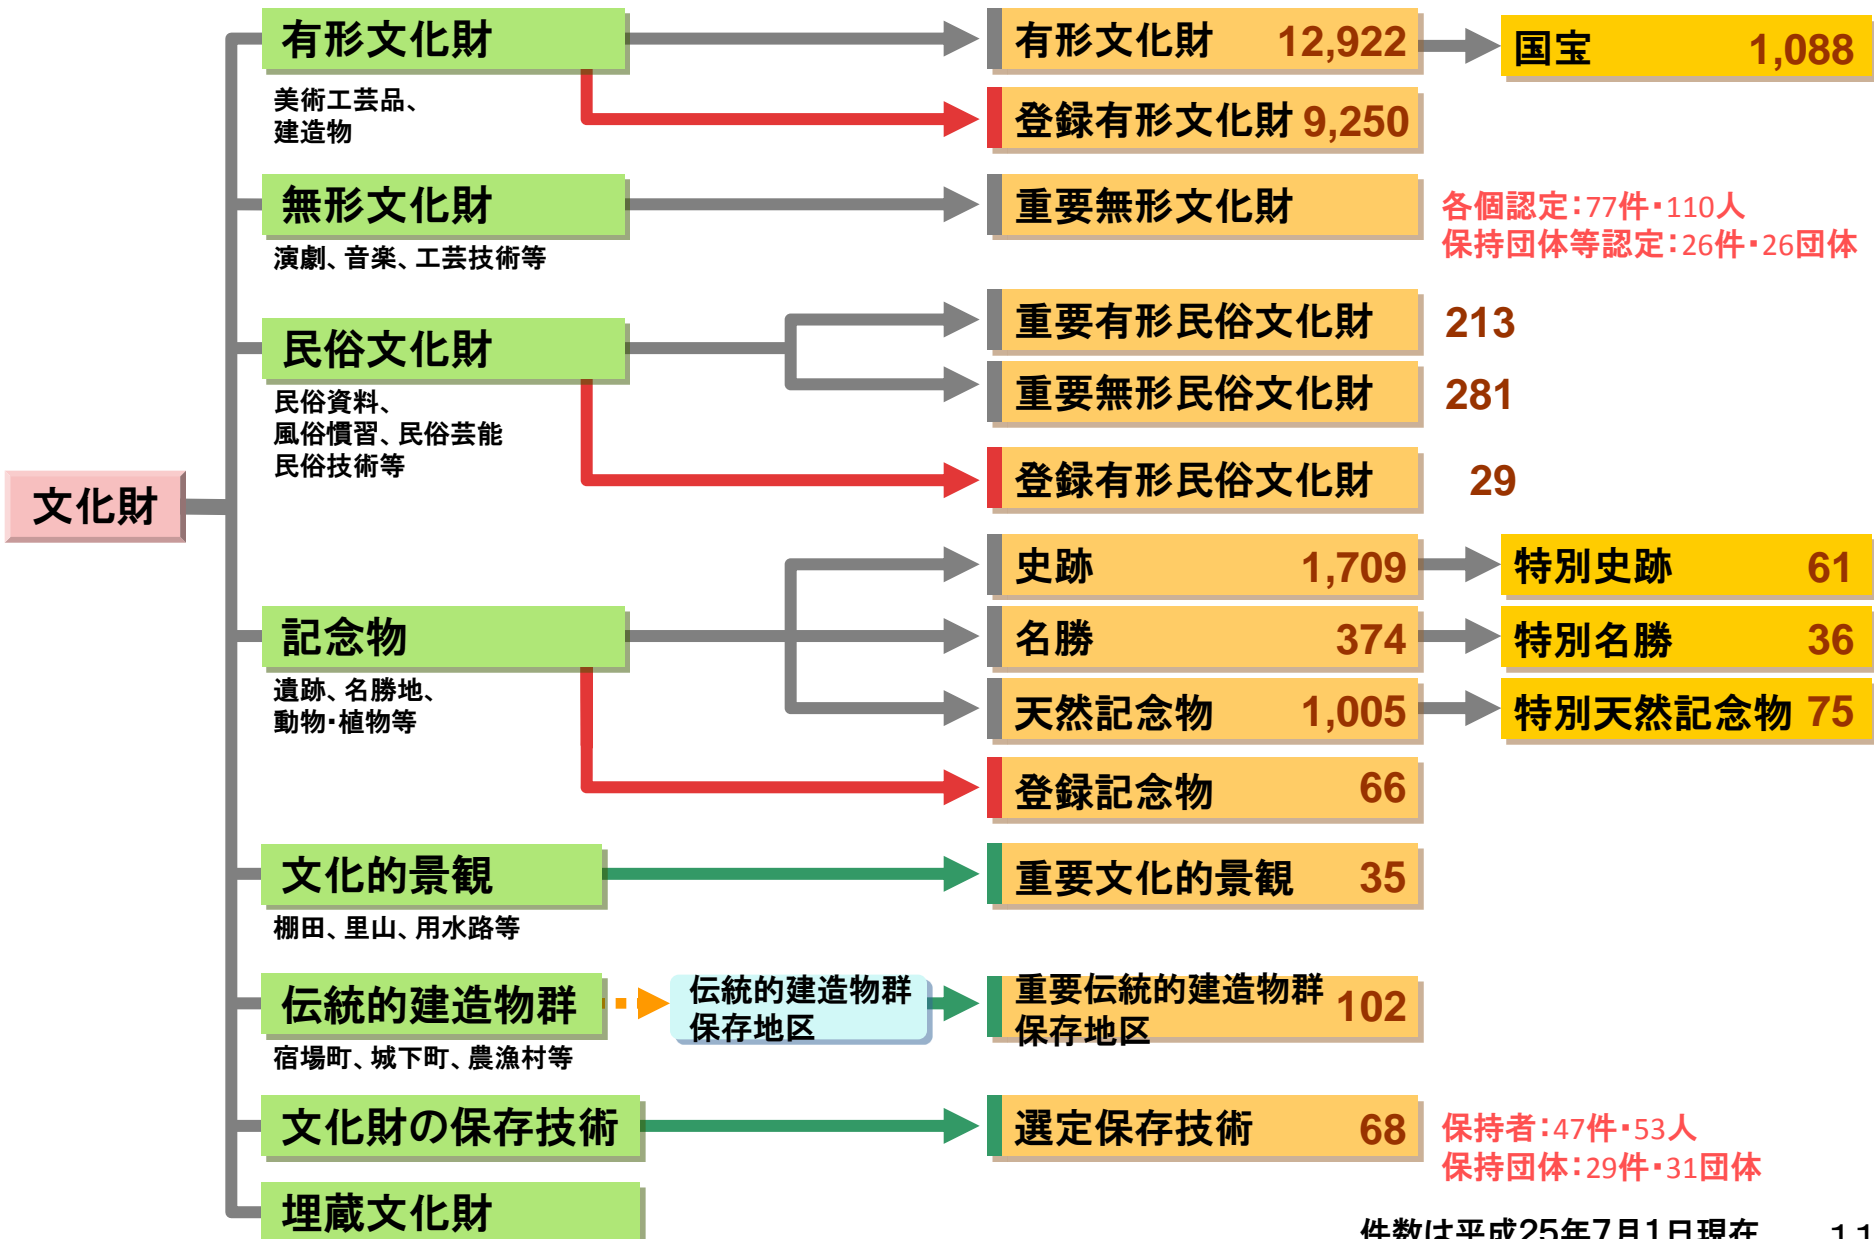 文化財
有形文化財
美術工芸品、
建造物
有形文化財 12,922
国宝 1,088
登録有形文化財 9,250
無形文化財
演劇、音楽、工芸技術等
重要無形文化財
各個認定：77件・110人
保持団体等認定：26件・26団体
民俗文化財
民俗資料、
風俗慣習、民俗芸能
民俗技術等
重要有形民俗文化財 213
重要無形民俗文化財 281
登録有形民俗文化財 29
記念物
遺跡、名勝地、
動物・植物等
史跡 1,709
特別史跡 61
名勝 374
特別名勝 36
天然記念物 1,005
特別天然記念物 75
登録記念物 66
文化的景観
棚田、里山、用水路等
重要文化的景観 35
伝統的建造物群
宿場町、城下町、農漁村等
伝統的建造物群
保存地区
重要伝統的建造物群
保存地区
102
文化財の保存技術
選定保存技術 68
保持者：47件・53人
保持団体：29件・31団体
埋蔵文化財
件数は平成25年7月1日現在
11